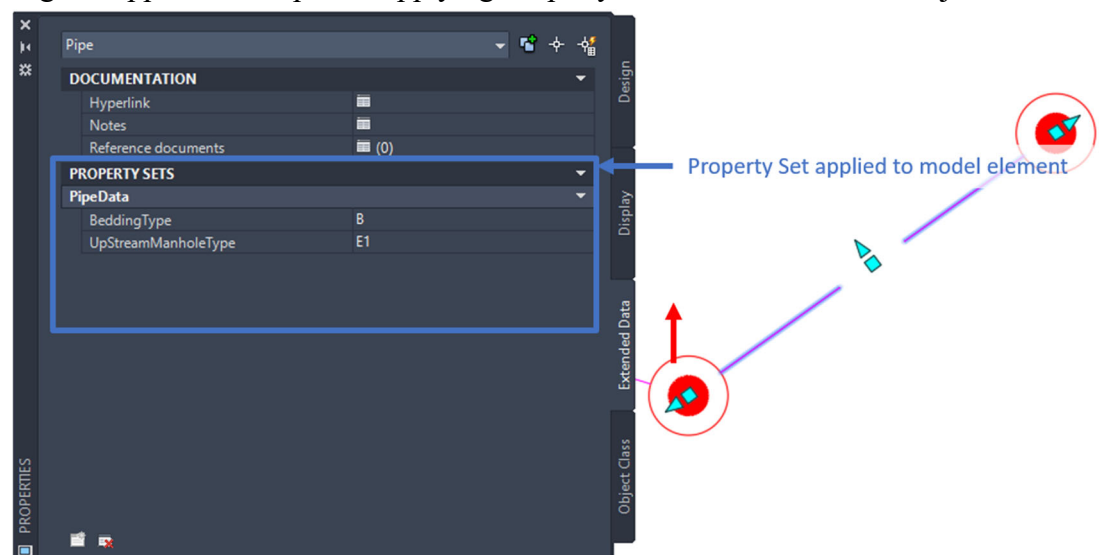 Pipe
DOCUMENTATION
Hyperlink
Notes
Reference documents (0)
PROPERTY SETS
PipeData
BeddingType B
UpStreamManholeType E1
Design
Display
Extended Data
Object Class
PROPERTIES
Property Set applied to model element